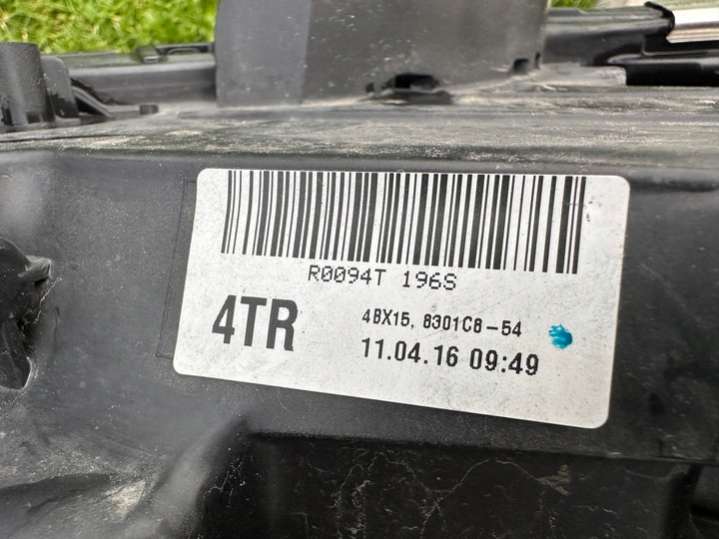 R0094T 196S
4TR
4BX15, 8301C8-54
11.04.16 09:49